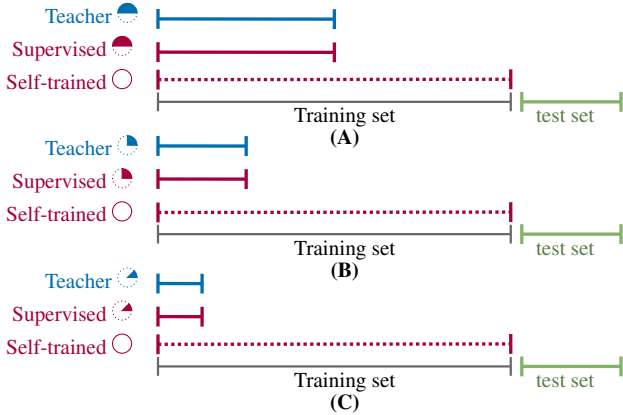 Teacher
Supervised
Self-trained
Training set
test set
(A)
Teacher
Supervised
Self-trained
Training set
test set
(B)
Teacher
Supervised
Self-trained
Training set
test set
(C)